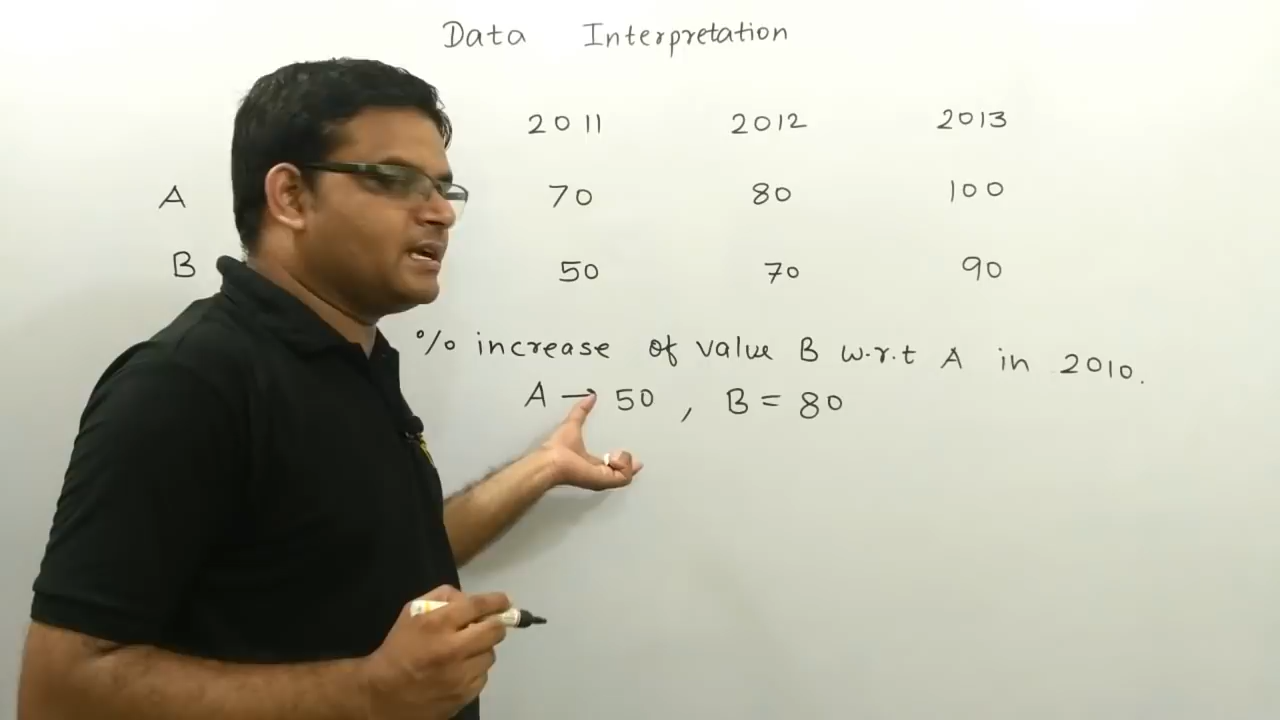 Data Interpretation
2011 2012 2013
A 70 80 100
B 50 70 90
% increase of value B w.r.t A in 2010.
A → 50 , B = 80